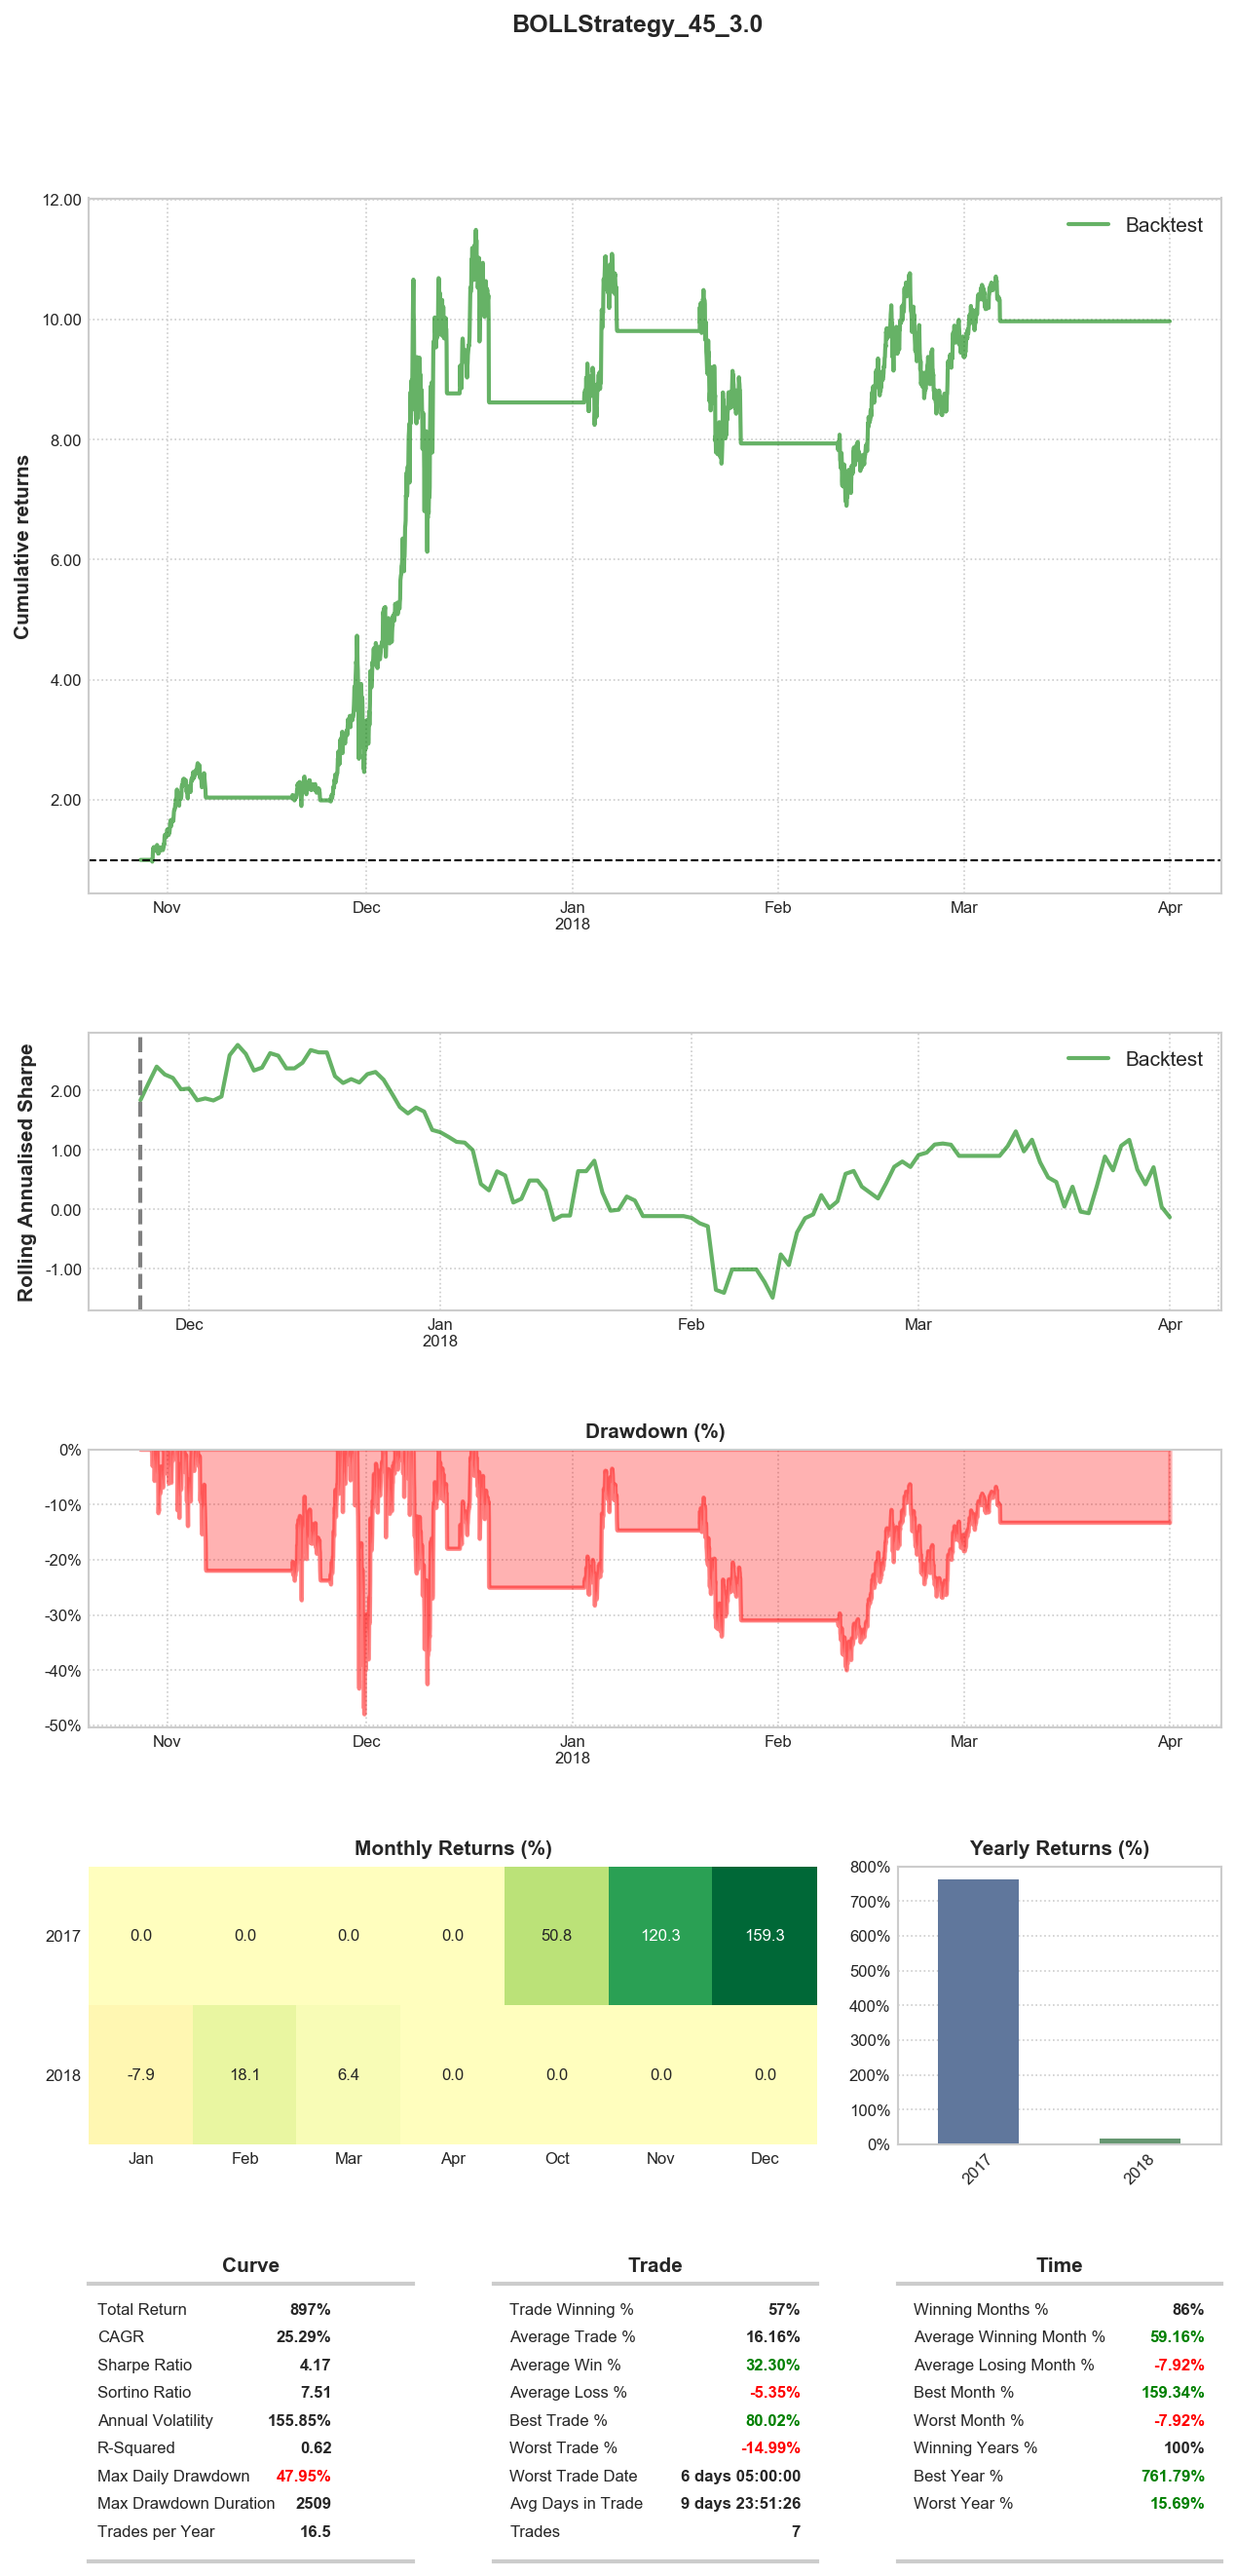 BOLLStrategy_45_3.0
12.00
Backtest
10.00
8.00
6.00
4.00
2.00
Cumulative returns
Nov Dec Jan Feb Mar Apr
2018
Backtest
2.00
1.00
0.00
-1.00
Rolling Annualised Sharpe
Dec Jan Feb Mar Apr
2018
Drawdown (%)
0%
-10%
-20%
-30%
-40%
-50%
Nov Dec Jan Feb Mar Apr
2018
Monthly Returns (%)
2017 0.0 0.0 0.0 0.0 50.8 120.3 159.3
2018 -7.9 18.1 6.4 0.0 0.0 0.0 0.0
Jan Feb Mar Apr Oct Nov Dec
Yearly Returns (%)
800%
700%
600%
500%
400%
300%
200%
100%
0%
2017 2018
Curve
Total Return 897%
CAGR 25.29%
Sharpe Ratio 4.17
Sortino Ratio 7.51
Annual Volatility 155.85%
R-Squared 0.62
Max Daily Drawdown 47.95%
Max Drawdown Duration 2509
Trades per Year 16.5
Trade
Trade Winning % 57%
Average Trade % 16.16%
Average Win % 32.30%
Average Loss % -5.35%
Best Trade % 80.02%
Worst Trade % -14.99%
Worst Trade Date 6 days 05:00:00
Avg Days in Trade 9 days 23:51:26
Trades 7
Time
Winning Months % 86%
Average Winning Month % 59.16%
Average Losing Month % -7.92%
Best Month % 159.34%
Worst Month % -7.92%
Winning Years % 100%
Best Year % 761.79%
Worst Year % 15.69%